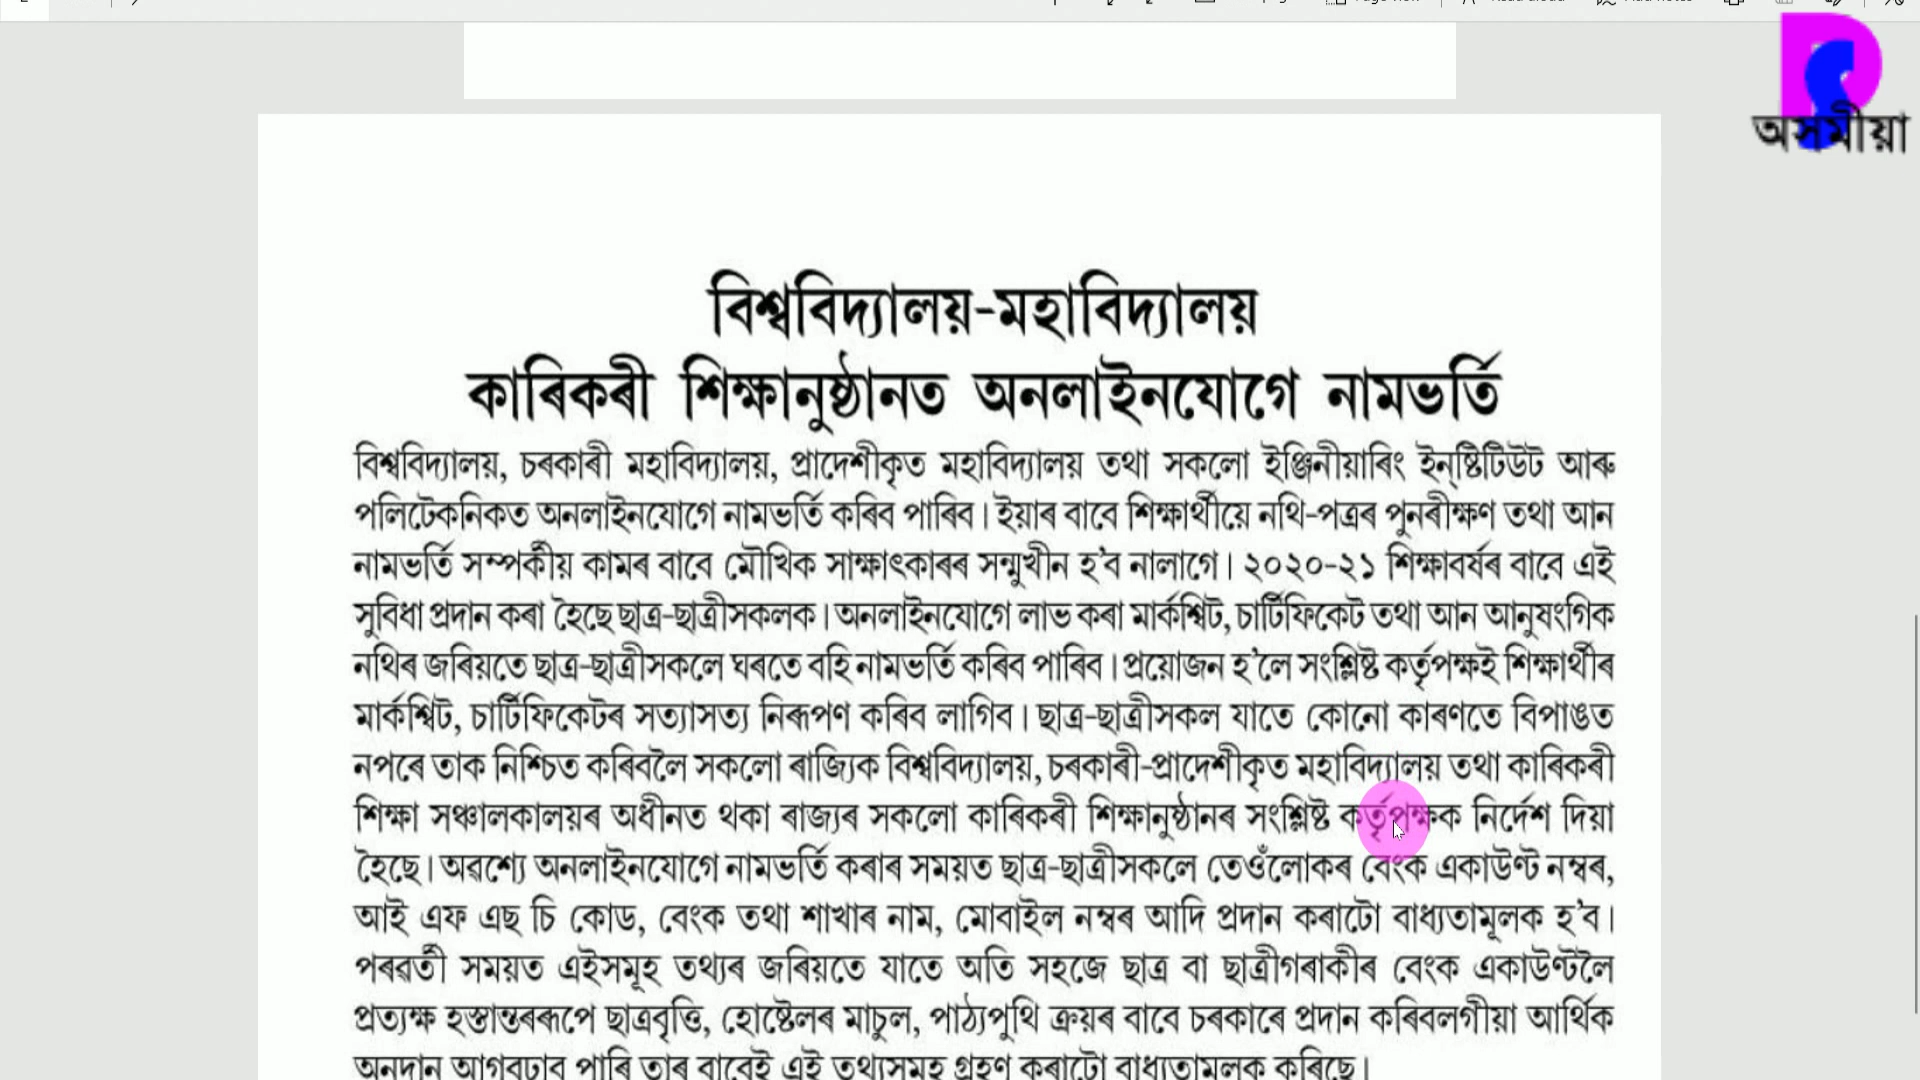 অসমীয়া
বিশ্ববিদ্যালয়-মহাবিদ্যালয়
কাৰিকৰী শিক্ষানুষ্ঠানত অনলাইনযোগে নামভৰ্তি
বিশ্ববিদ্যালয়, চৰকাৰী মহাবিদ্যালয়, প্ৰাদেশীকৃত মহাবিদ্যালয় তথা সকলো ইঞ্জিনীয়াৰিং ইন্ষ্টিটিউট আৰু
পলিটেকনিকত অনলাইনযোগে নামভৰ্তি কৰিব পাৰিব। ইয়াৰ বাবে শিক্ষাৰ্থীয়ে নথি-পত্ৰৰ পুনৰীক্ষণ তথা আন
নামভৰ্তি সম্পৰ্কীয় কামৰ বাবে মৌখিক সাক্ষাৎকাৰৰ সন্মুখীন হ'ব নালাগে। ২০২০-২১ শিক্ষাবৰ্ষৰ বাবে এই
সুবিধা প্ৰদান কৰা হৈছে ছাত্ৰ-ছাত্ৰীসকলক। অনলাইনযোগে লাভ কৰা মাৰ্কশ্বিট, চাৰ্টিফিকেট তথা আন আনুষংগিক
নথিৰ জৰিয়তে ছাত্ৰ-ছাত্ৰীসকলে ঘৰতে বহি নামভৰ্তি কৰিব পাৰিব। প্ৰয়োজন হ'লে সংশ্লিষ্ট কৰ্তৃপক্ষই শিক্ষাৰ্থীৰ
মাৰ্কশ্বিট, চাৰ্টিফিকেটৰ সত্যাসত্য নিৰূপণ কৰিব লাগিব। ছাত্ৰ-ছাত্ৰীসকল যাতে কোনো কাৰণতে বিপাঙত
নপৰে তাক নিশ্চিত কৰিবলৈ সকলো ৰাজ্যিক বিশ্ববিদ্যালয়, চৰকাৰী-প্ৰাদেশীকৃত মহাবিদ্যালয় তথা কাৰিকৰী
শিক্ষা সঞ্চালকালয়ৰ অধীনত থকা ৰাজ্যৰ সকলো কাৰিকৰী শিক্ষানুষ্ঠানৰ সংশ্লিষ্ট কৰ্তৃপক্ষক নিৰ্দেশ দিয়া
হৈছে। অৱশ্যে অনলাইনযোগে নামভৰ্তি কৰাৰ সময়ত ছাত্ৰ-ছাত্ৰীসকলে তেওঁলোকৰ বেংক একাউণ্ট নম্বৰ,
আই এফ এছ চি কোড, বেংক তথা শাখাৰ নাম, মোবাইল নম্বৰ আদি প্ৰদান কৰাটো বাধ্যতামূলক হ'ব।
পৰৱৰ্তী সময়ত এইসমূহ তথ্যৰ জৰিয়তে যাতে অতি সহজে ছাত্ৰ বা ছাত্ৰীগৰাকীৰ বেংক একাউণ্টলৈ
প্ৰত্যক্ষ হস্তান্তৰৰূপে ছাত্ৰবৃত্তি, হোষ্টেলৰ মাচুল, পাঠ্যপুথি ক্ৰয়ৰ বাবে চৰকাৰে প্ৰদান কৰিবলগীয়া আৰ্থিক
অনুদান আগবঢ়াব পাৰি তাৰ বাবেই এই তথ্যসমূহ গ্ৰহণ কৰাটো বাধ্যতামূলক কৰিছে।